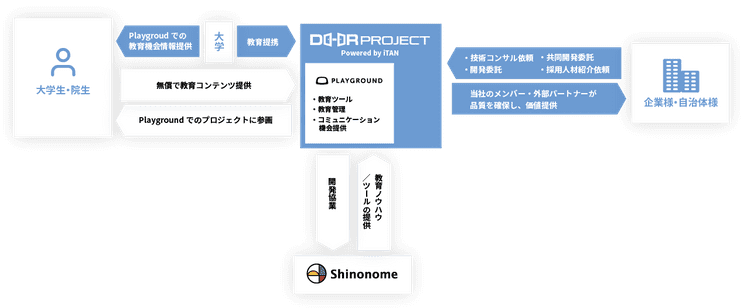 大学生・院生
Playgroud での
教育機会情報提供
大学
教育提携
無償で教育コンテンツ提供
Playground でのプロジェクトに参画
DOOR PROJECT
Powered by iTAN
PLAYGROUND
・教育ツール
・教育管理
・コミュニケーション
機会提供
・技術コンサル依頼
・共同開発委託
・開発委託
・採用人材紹介依頼
当社のメンバー・外部パートナーが
品質を確保し、価値提供
企業様・自治体様
開発協業
教育ノウハウ
／ツールの提供
Shinonome